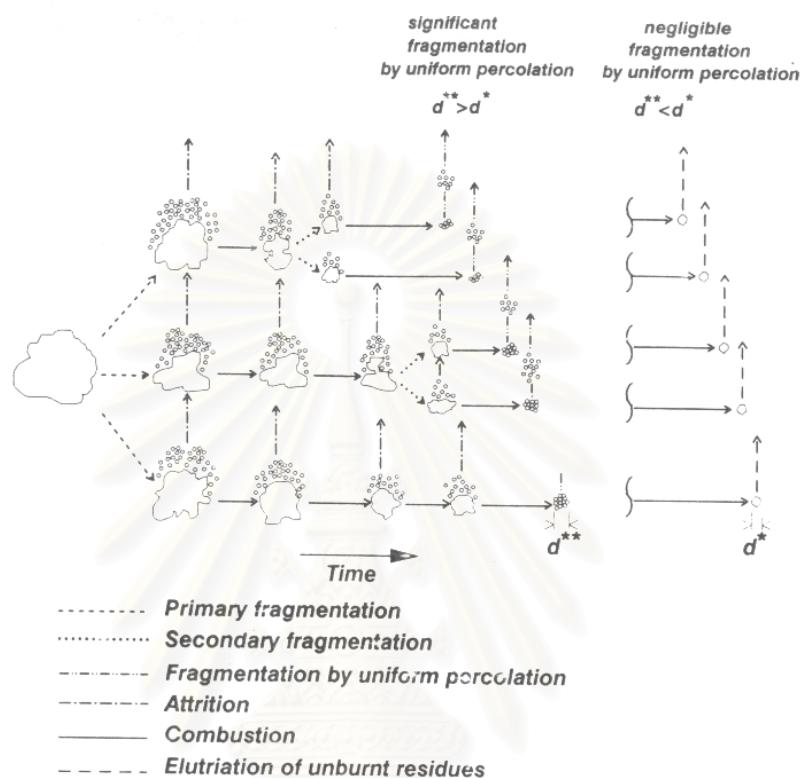 significant
fragmentation
by uniform percolation
d**>d*
negligible
fragmentation
by uniform percolation
d**<d*
d**
d*
Time
Primary fragmentation
Secondary fragmentation
Fragmentation by uniform percolation
Attrition
Combustion
Elutriation of unburnt residues